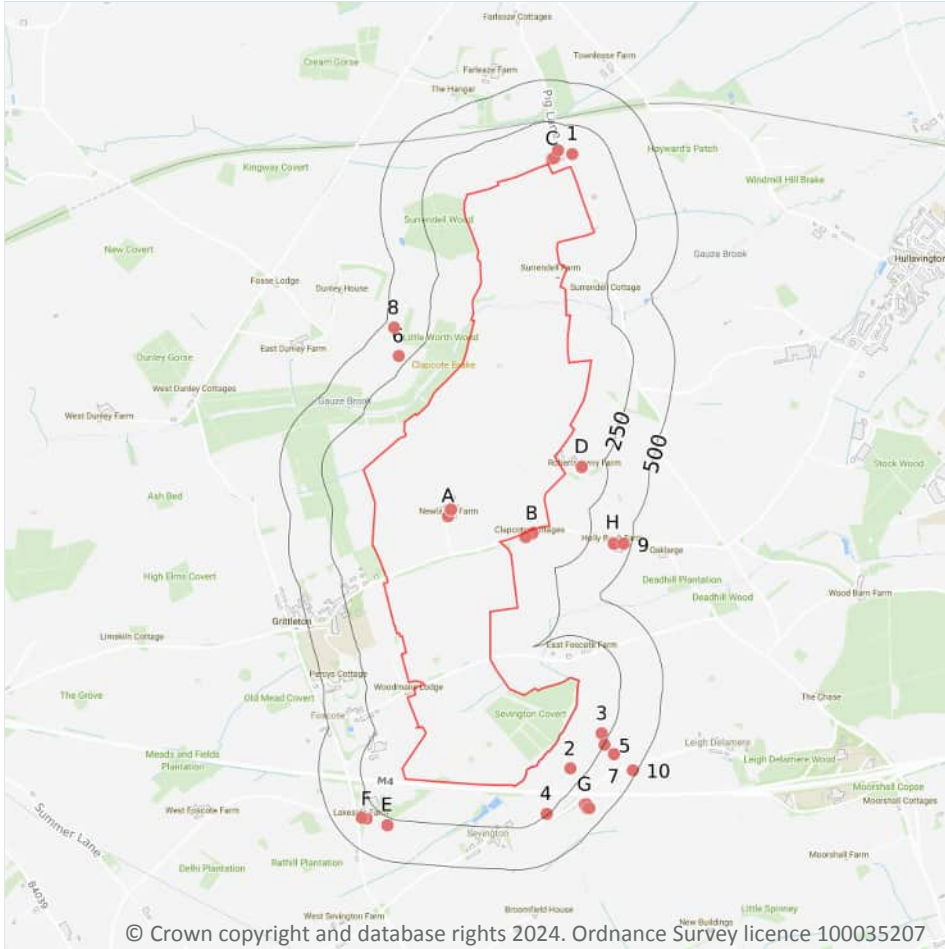 Farleaze Cottages
Townlease Farm
Cream Gorse
Farleaze Farm
The Hangar
C
1
Hayward's Patch
Kingway Covert
Windmill Hill Brake
Surrendell Wood
New Covert
Gauze Brook
Hullavington
Surrendell Farm
Fosse Lodge
Dunley House
Surrendell Cottage
8
6
Little Worth Wood
East Dunley Farm
Dunley Gorse
Clapcote Brake
West Dunley Cottages
Gauze Brook
West Dunley Farm
250
500
D
Stock Wood
Ash Bed
A
B
Clapcote Cottages
H
9
Oaklarge
High Elms Covert
Deadhill Plantation
Wood Barn Farm
Deadhill Wood
Grittleton
Limekiln Cottage
East Foscote Farm
Percys Cottage
Woodmans Lodge
The Grove
Old Mead Covert
The Chase
Foscote
Sevington Covert
3
Leigh Delamere
Meads and Fields
Plantation
2
5
Leigh Delamere Wood
7
10
M4
Moorshall Copse
Moorshall Cottages
West Foscote Farm
F
E
4
G
Summer Lane
Sevington
Rathill Plantation
Moorshall Farm
Delphi Plantation
B4039
Little Spinney
West Sevington Farm
Broomfield House
New Buildings
© Crown copyright and database rights 2024. Ordnance Survey licence 100035207